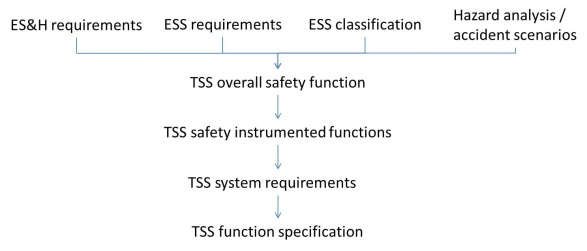 ES&H requirements
ESS requirements
ESS classification
Hazard analysis /
accident scenarios
TSS overall safety function
TSS safety instrumented functions
TSS system requirements
TSS function specification